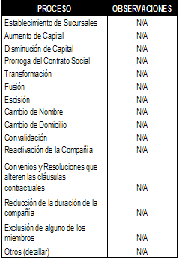 PROCESO OBSERVACIONES
Establecimiento de Sucursales N/A
Aumento de Capital N/A
Disminución de Capital N/A
Prorroga del Contrato Social N/A
Transformación N/A
Fusión N/A
Escisión N/A
Cambio de Nombre N/A
Cambio de Domicilio N/A
Convalidación N/A
Reactivación de la Compañía N/A
Convenios y Resoluciones que
alteren las cláusulas
contractuales N/A
Reducción de la duración de la
compañía N/A
Exclusión de alguno de los
miembros N/A
Otros (detallar) N/A